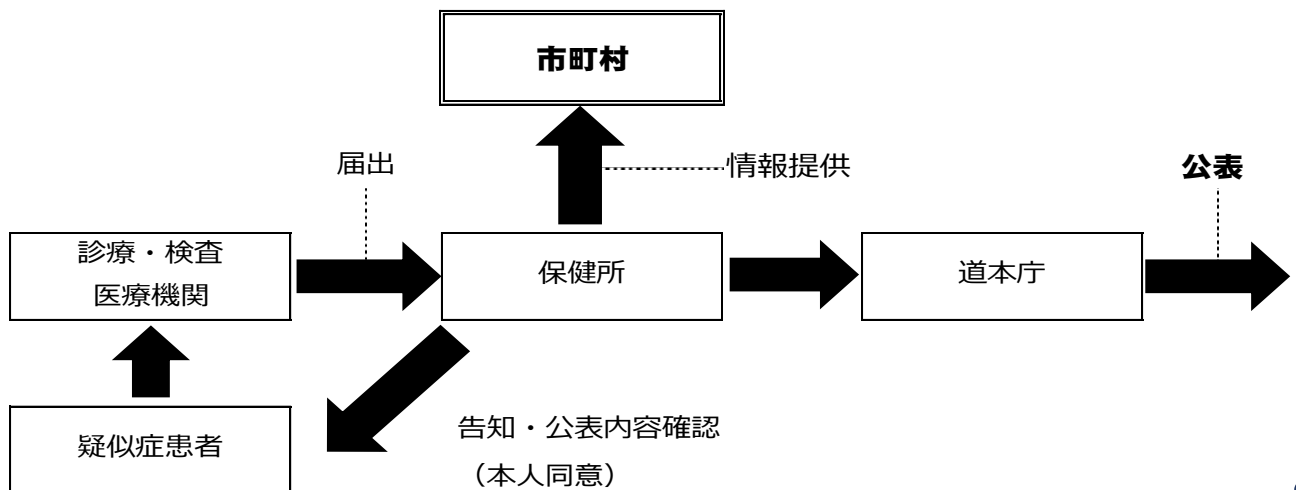 市町村
届出
情報提供
公表
診療・検査
医療機関
保健所
道本庁
疑似症患者
告知・公表内容確認
（本人同意）